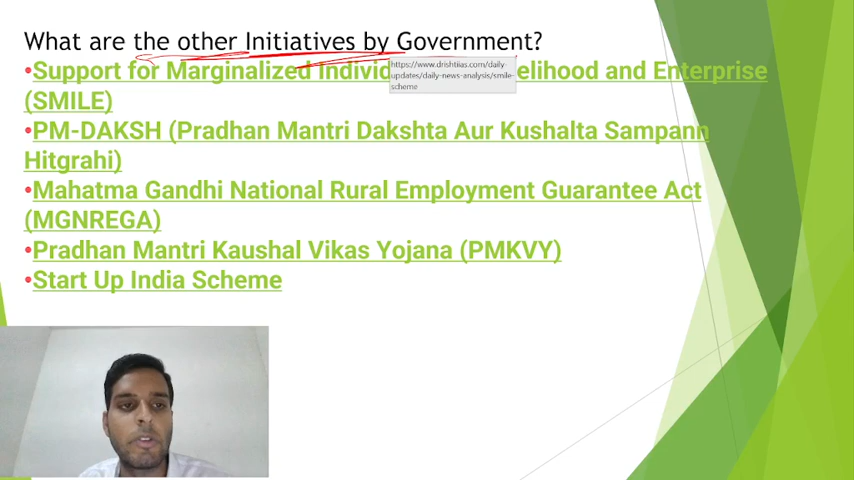 What are the other Initiatives by Government?
•Support for Marginalized Individ elihood and Enterprise
https://www.drishtiias.com/daily-
updates/daily-news-analysis/smile-
scheme
(SMILE)
•PM-DAKSH (Pradhan Mantri Dakshta Aur Kushalta Sampann
Hitgrahi)
•Mahatma Gandhi National Rural Employment Guarantee Act
(MGNREGA)
•Pradhan Mantri Kaushal Vikas Yojana (PMKVY)
•Start Up India Scheme